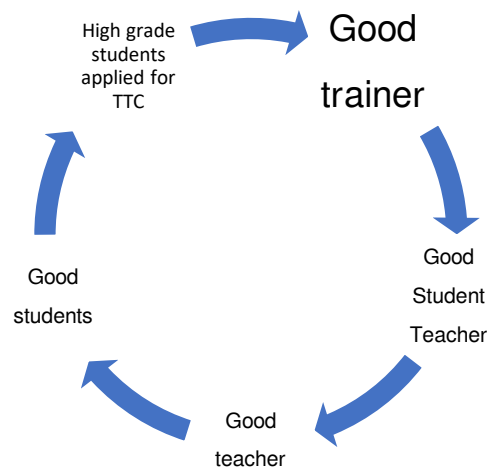 High grade
students
applied for
TTC
Good
trainer
Good
Student
Teacher
Good
teacher
Good
students